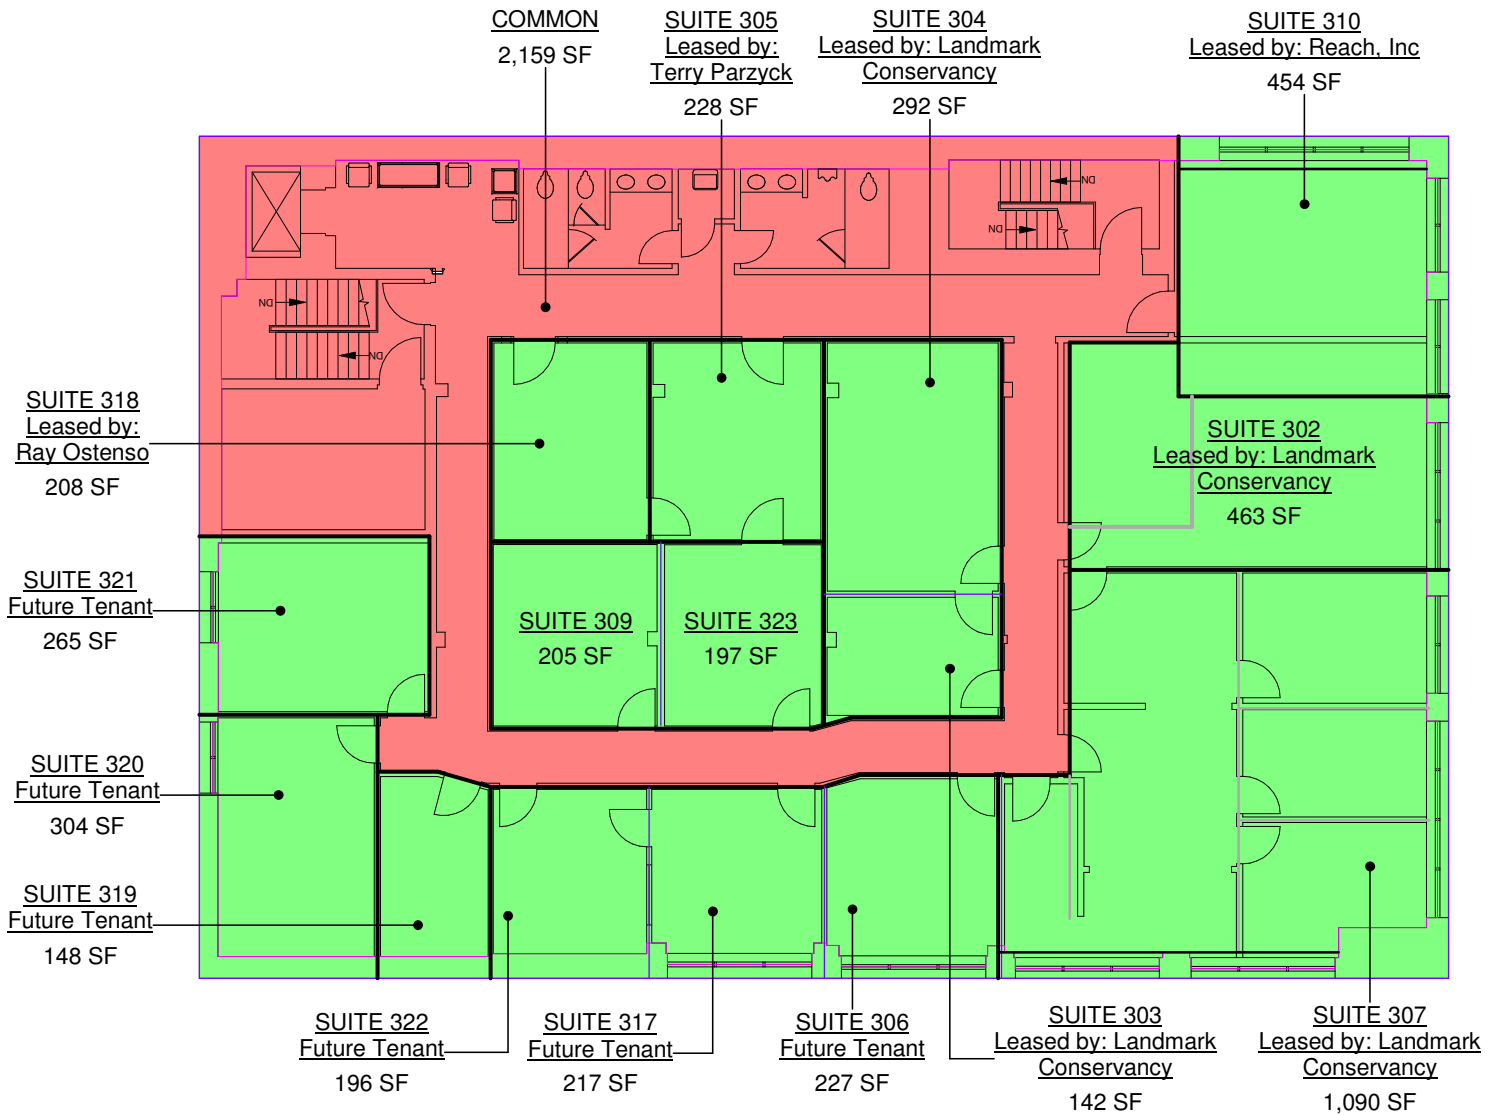 COMMON
2,159 SF
SUITE 305
Leased by:
Terry Parzyck
228 SF
SUITE 304
Leased by: Landmark
Conservancy
292 SF
SUITE 310
Leased by: Reach, Inc
454 SF
DN
DN
DN
DN
SUITE 318
Leased by:
Ray Ostenso
208 SF
SUITE 302
Leased by: Landmark
Conservancy
463 SF
SUITE 321
Future Tenant
265 SF
SUITE 309
205 SF
SUITE 323
197 SF
SUITE 320
Future Tenant
304 SF
SUITE 319
Future Tenant
148 SF
SUITE 322
Future Tenant
196 SF
SUITE 317
Future Tenant
217 SF
SUITE 306
Future Tenant
227 SF
SUITE 303
Leased by: Landmark
Conservancy
142 SF
SUITE 307
Leased by: Landmark
Conservancy
1,090 SF